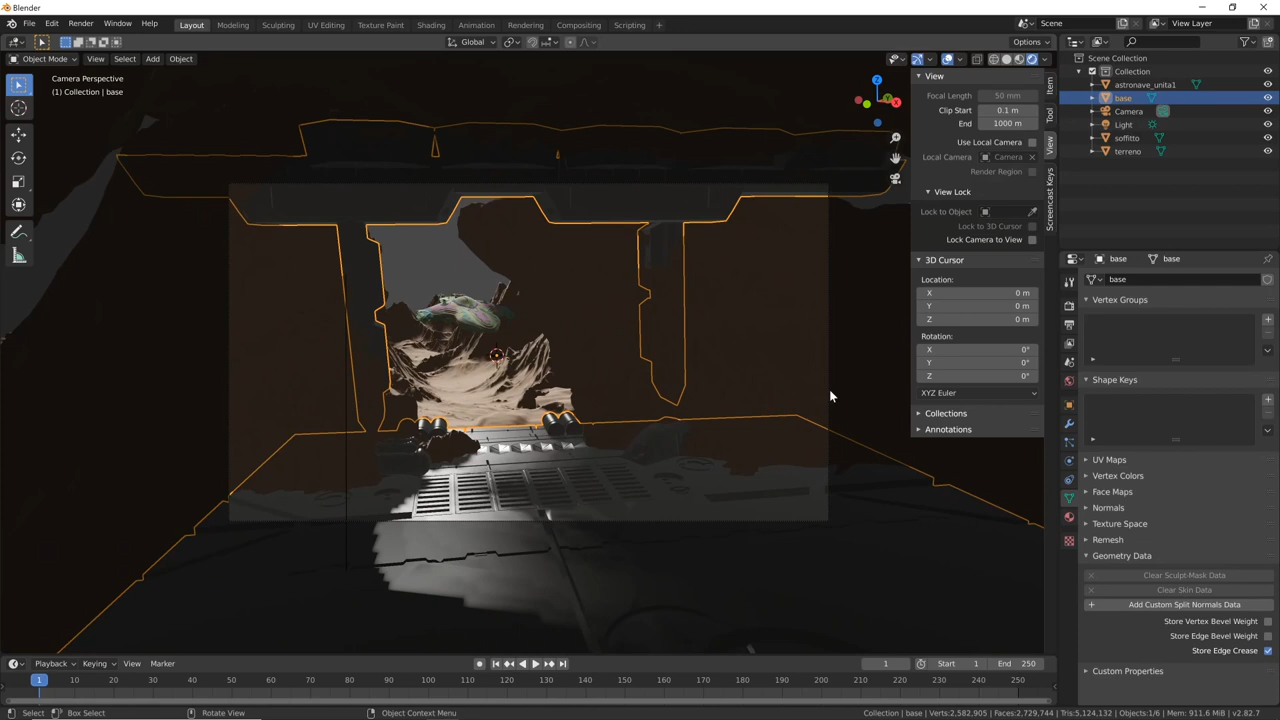 Blender
File Edit Render Window Help Layout Modeling Sculpting UV Editing Texture Paint Shading Animation Rendering Compositing Scripting + Scene View Layer
Global Options
Object Mode View Select Add Object
Camera Perspective
(1) Collection | base
View
Focal Length 50 mm
Clip Start 0.1 m
End 1000 m
Use Local Camera
Local Camera Camera
Render Region
View Lock
Lock to Object
Lock to 3D Cursor
Lock Camera to View
3D Cursor
Location:
X 0 m
Y 0 m
Z 0 m
Rotation:
X 0°
Y 0°
Z 0°
XYZ Euler
Collections
Annotations
Item
Tool
View
Screencast Keys
Scene Collection
Collection
astronave_unita1
base
Camera
Light
soffitto
terreno
base base
base
Vertex Groups
Shape Keys
UV Maps
Vertex Colors
Face Maps
Normals
Texture Space
Remesh
Geometry Data
Clear Sculpt-Mask Data
Clear Skin Data
Add Custom Split Normals Data
Store Vertex Bevel Weight
Store Edge Bevel Weight
Store Edge Crease
Custom Properties
Playback Keying View Marker 1 Start 1 End 250
1 10 20 30 40 50 60 70 80 90 100 110 120 130 140 150 160 170 180 190 200 210 220 230 240 250
Select Box Select Rotate View Object Context Menu Collection | base | Verts:2,582,905 | Faces:2,729,744 | Tris:5,124,132 | Objects:1/6 | Mem: 911.6 MiB | v2.82.7